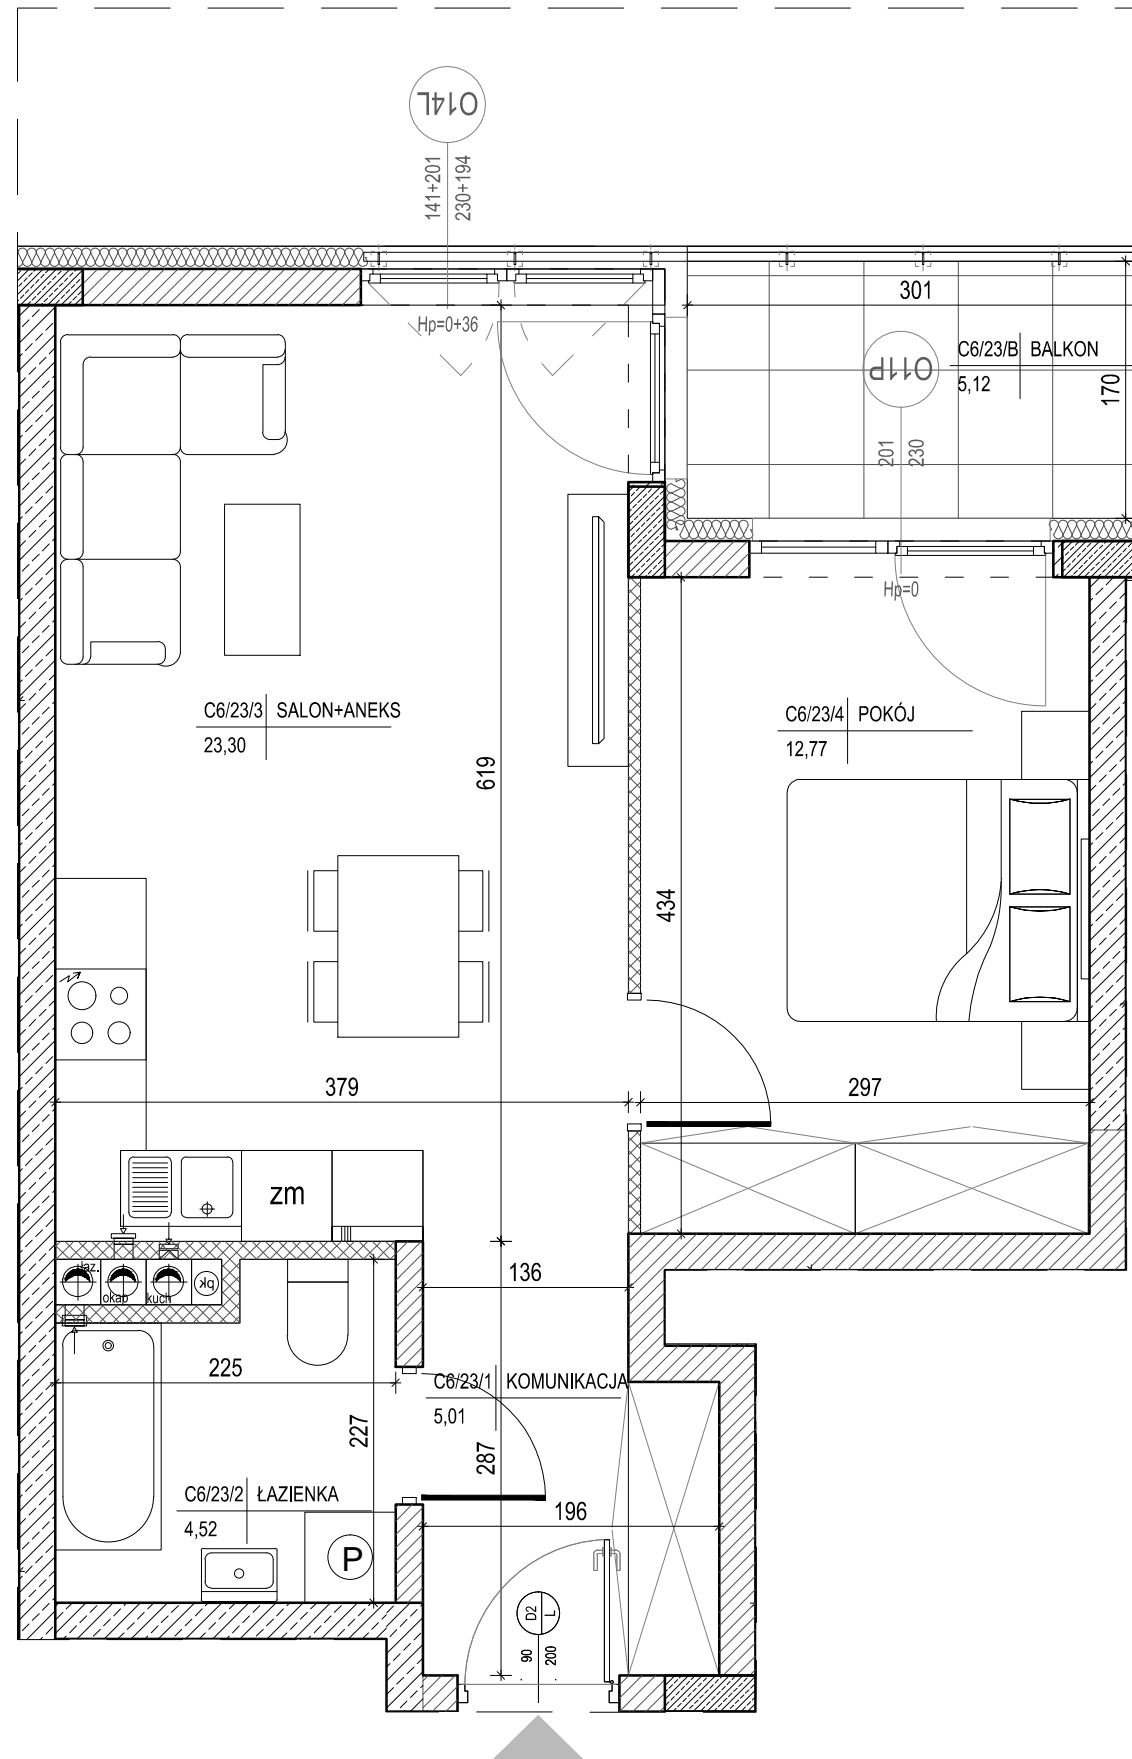 O14L
141+201
230+194
301
Hp=0+36
C6/23/B BALKON
5,12
O11P
170
201
230
Hp=0
C6/23/3 SALON+ANEKS
23,30
C6/23/4 POKÓJ
12,77
619
434
379
297
zm
łaz.
okap
kuch
pk
136
225
C6/23/1 KOMUNIKACJA
5,01
227
287
C6/23/2 ŁAZIENKA
4,52
196
P
D2 L
90
200